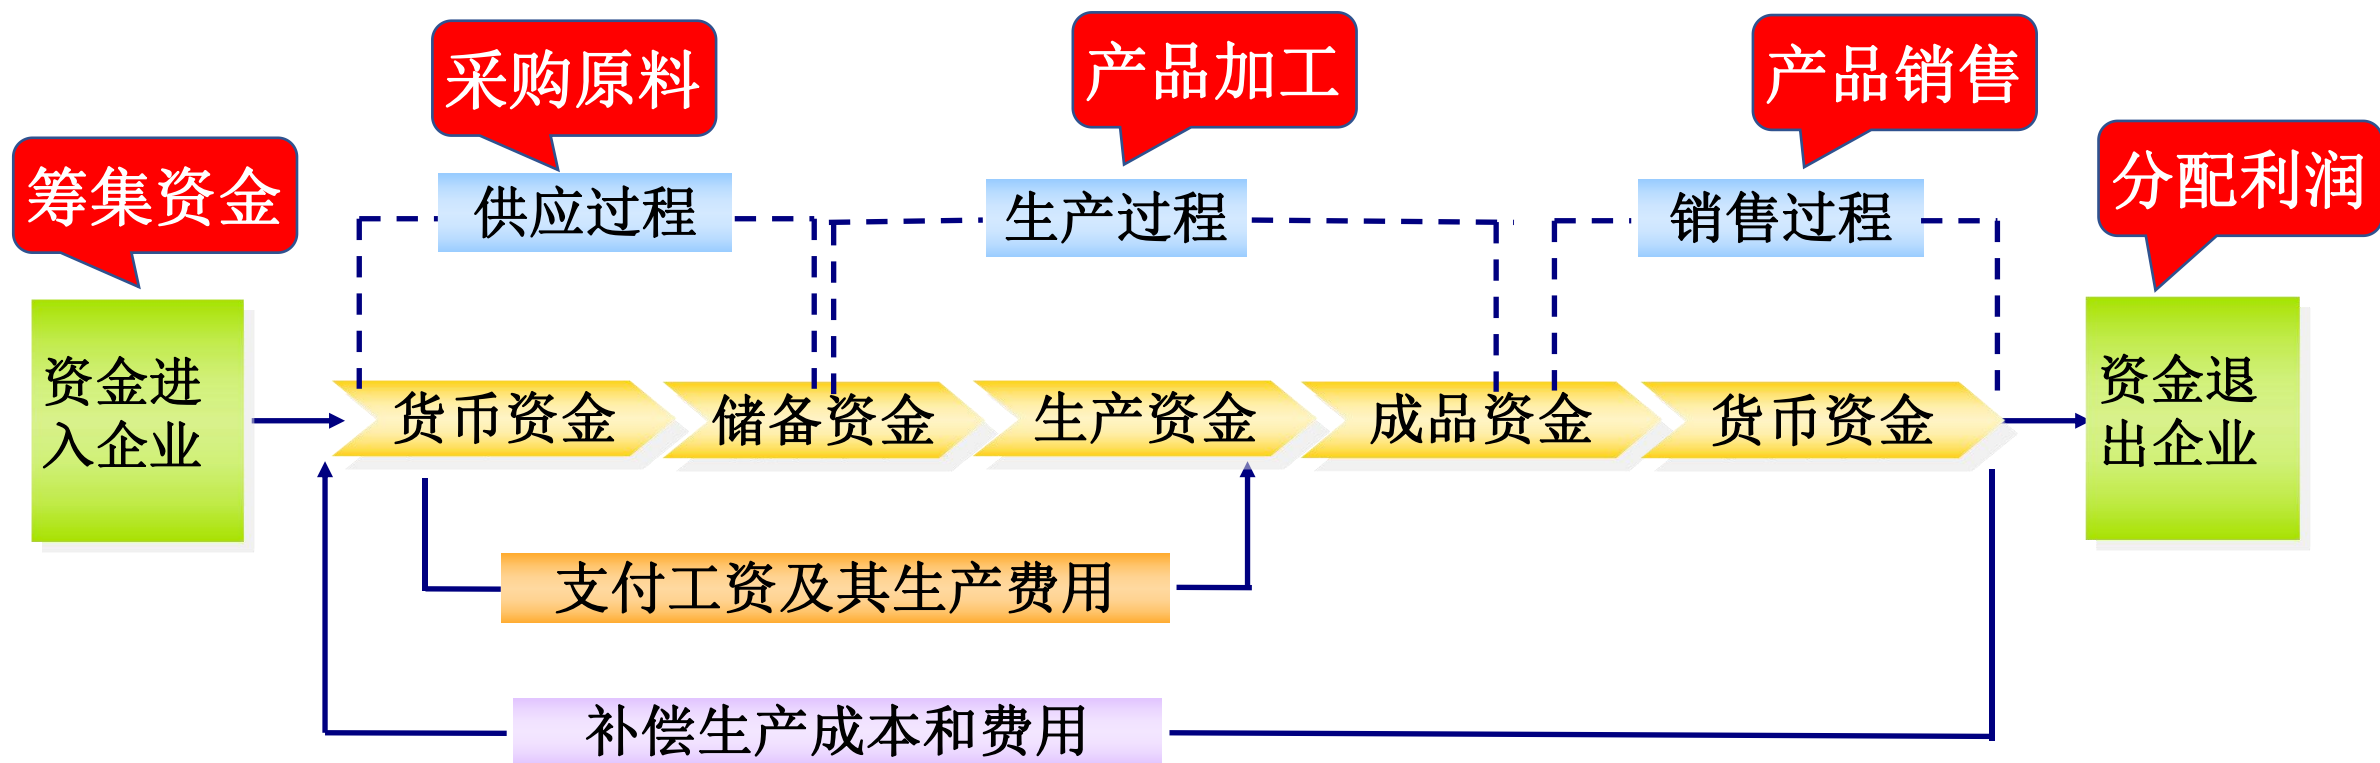 采购原料
产品加工
产品销售
筹集资金
分配利润
供应过程
生产过程
销售过程
资金进
入企业
货币资金
储备资金
生产资金
成品资金
货币资金
资金退
出企业
支付工资及其生产费用
补偿生产成本和费用